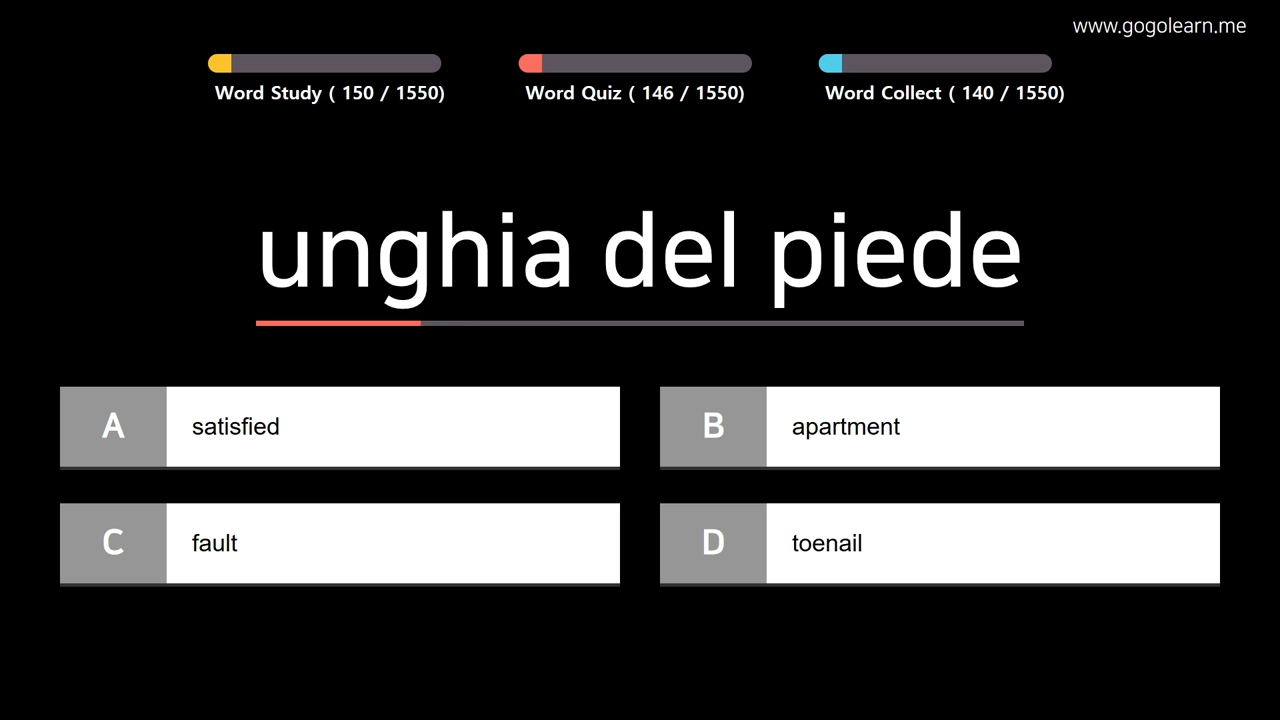 www.gogolearn.me
Word Study ( 150 / 1550)
Word Quiz ( 146 / 1550)
Word Collect ( 140 / 1550)
unghia del piede
A
satisfied
B
apartment
C
fault
D
toenail